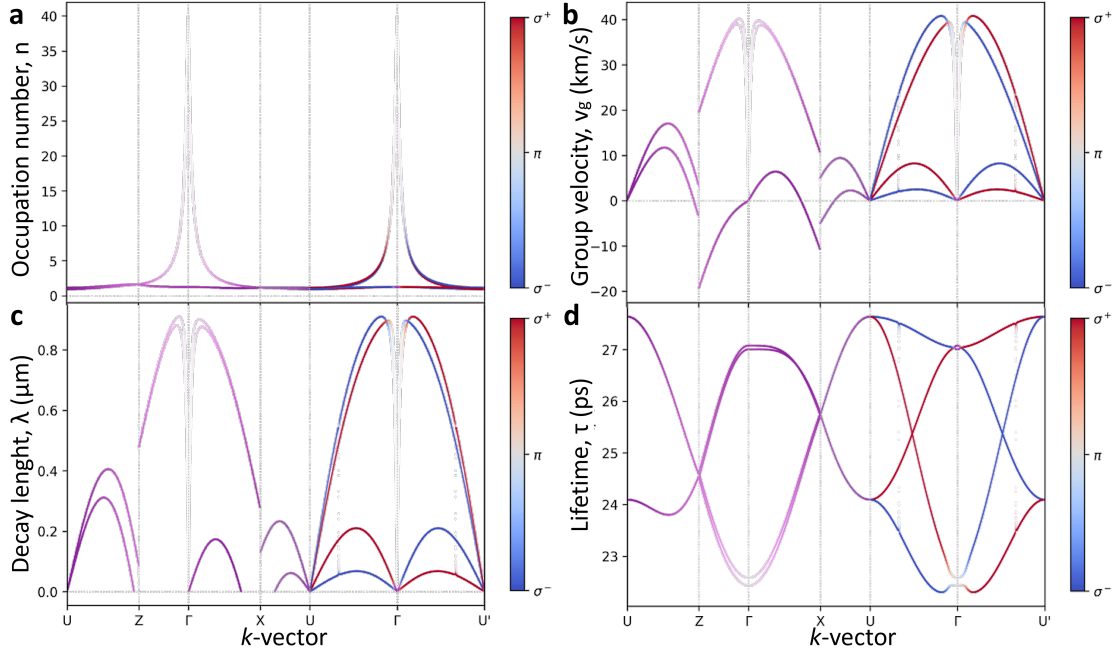 a
Occupation number, n
40
35
30
25
20
15
10
5
0
σ⁺
π
σ⁻
b
Group velocity, vg (km/s)
40
30
20
10
0
−10
−20
σ⁺
π
σ⁻
c
Decay lenght, λ (µm)
0.8
0.6
0.4
0.2
0.0
U Z Γ X U Γ U'
k-vector
σ⁺
π
σ⁻
d
Lifetime, τ (ps)
27
26
25
24
23
U Z Γ X U Γ U'
k-vector
σ⁺
π
σ⁻